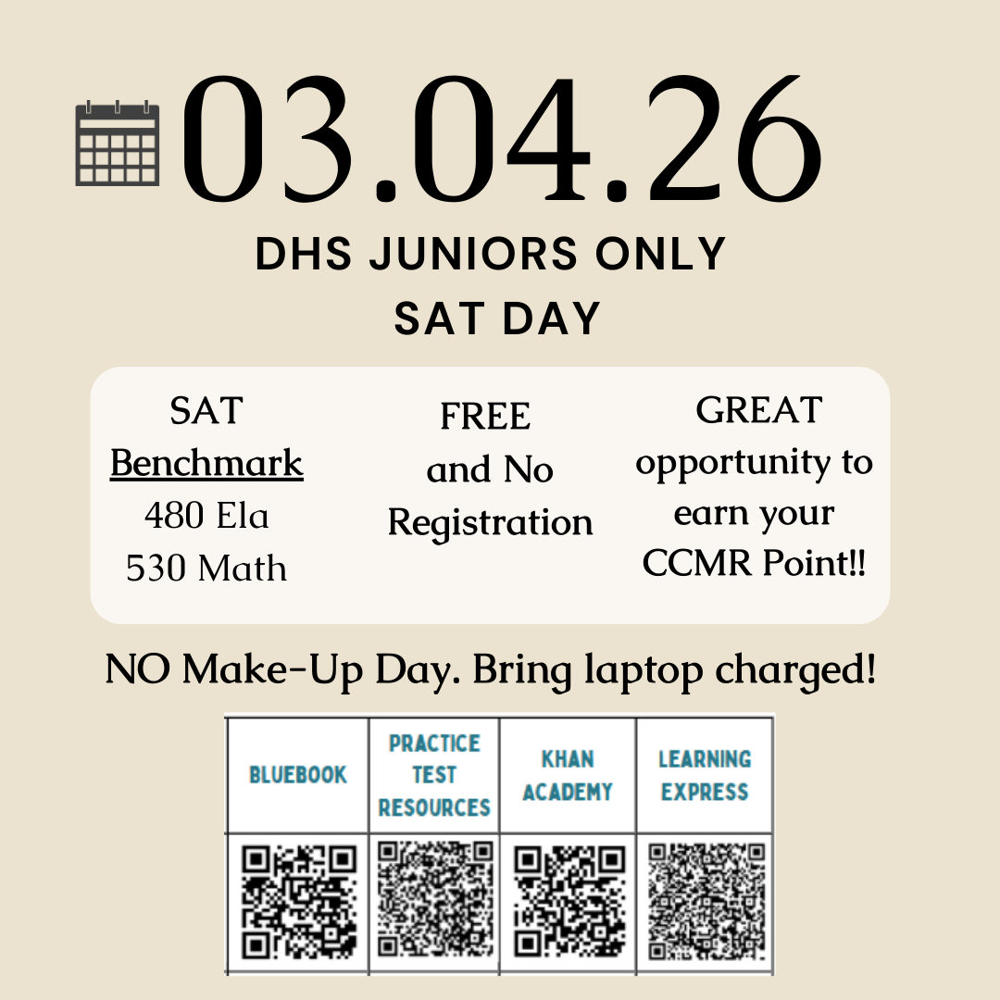 03.04.26
DHS JUNIORS ONLY
SAT DAY
SAT
Benchmark
480 Ela
530 Math
FREE
and No
Registration
GREAT
opportunity to
earn your
CCMR Point!!
NO Make-Up Day. Bring laptop charged!
BLUEBOOK
PRACTICE
TEST
RESOURCES
KHAN
ACADEMY
LEARNING
EXPRESS